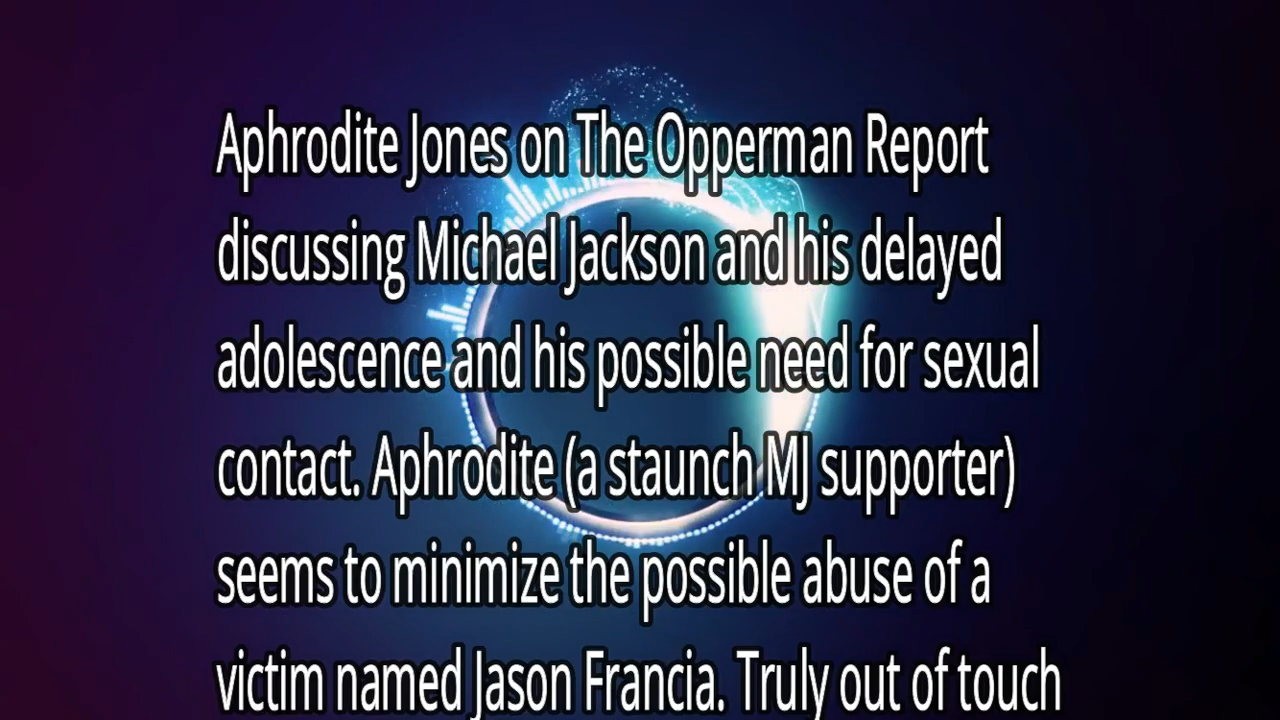 Aphrodite Jones on The Opperman Report
discussing Michael Jackson and his delayed
adolescence and his possible need for sexual
contact. Aphrodite (a staunch MJ supporter)
seems to minimize the possible abuse of a
victim named Jason Francia. Truly out of touch